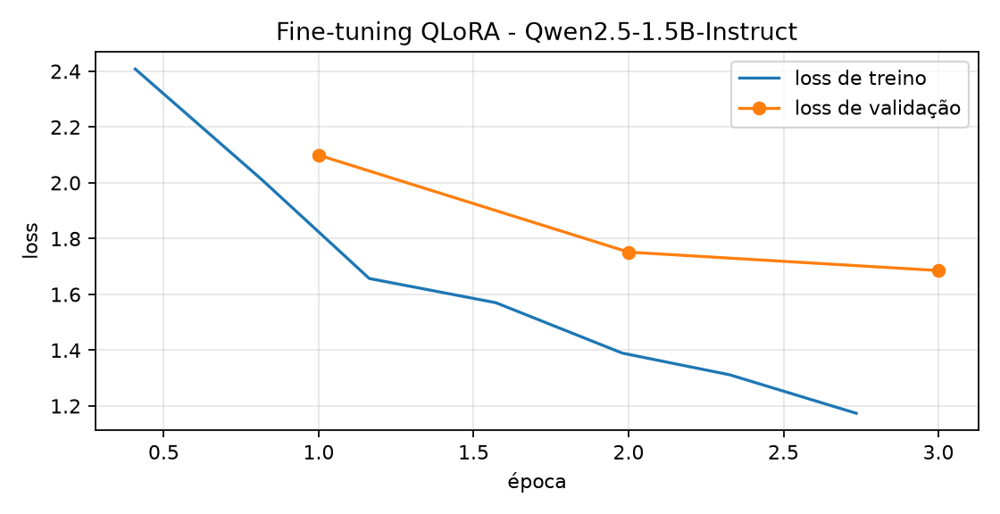 Fine-tuning QLoRA - Qwen2.5-1.5B-Instruct
loss de treino
loss de validação
loss
2.4
2.2
2.0
1.8
1.6
1.4
1.2
0.5 1.0 1.5 2.0 2.5 3.0
época